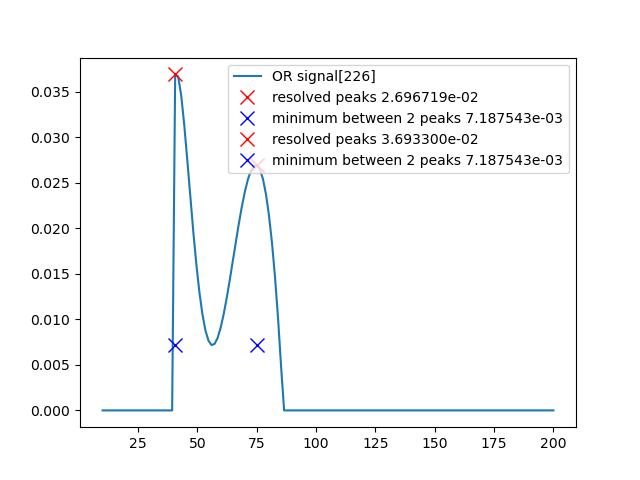 OR signal[226]
resolved peaks 2.696719e-02
minimum between 2 peaks 7.187543e-03
resolved peaks 3.693300e-02
minimum between 2 peaks 7.187543e-03
0.035
0.030
0.025
0.020
0.015
0.010
0.005
0.000
25 50 75 100 125 150 175 200